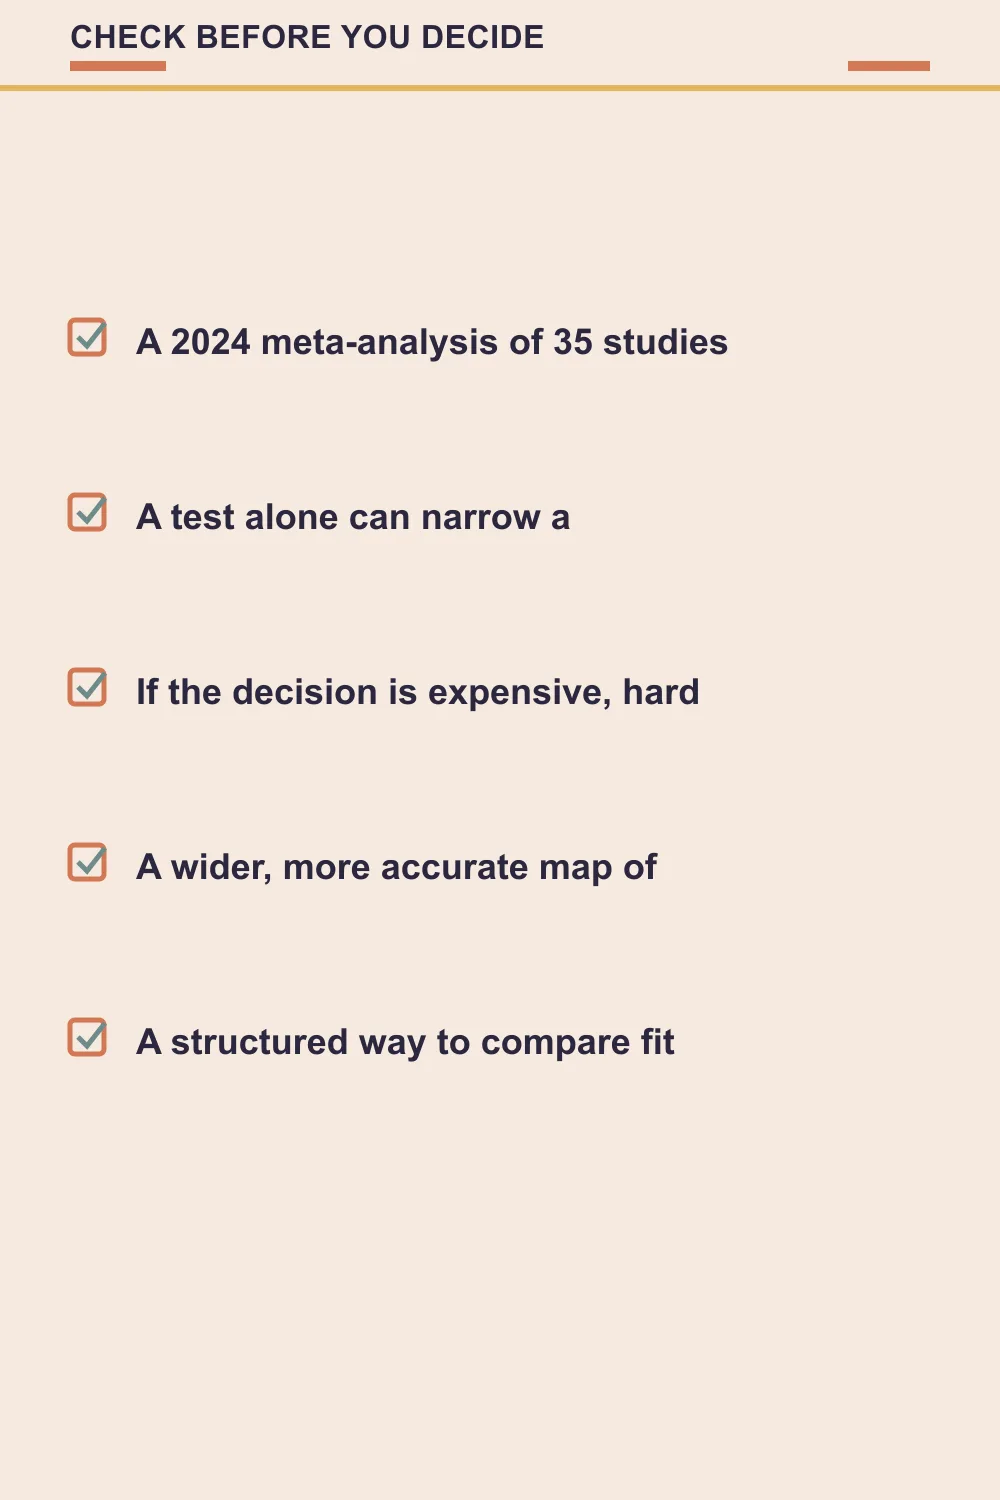 CHECK BEFORE YOU DECIDE
A 2024 meta-analysis of 35 studies
A test alone can narrow a
If the decision is expensive, hard
A wider, more accurate map of
A structured way to compare fit